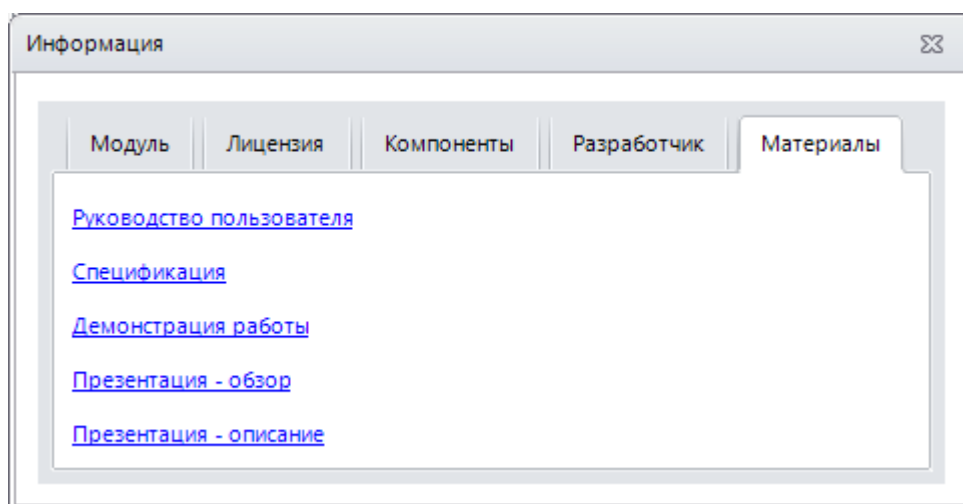 Информация
Модуль Лицензия Компоненты Разработчик Материалы
Руководство пользователя
Спецификация
Демонстрация работы
Презентация - обзор
Презентация - описание